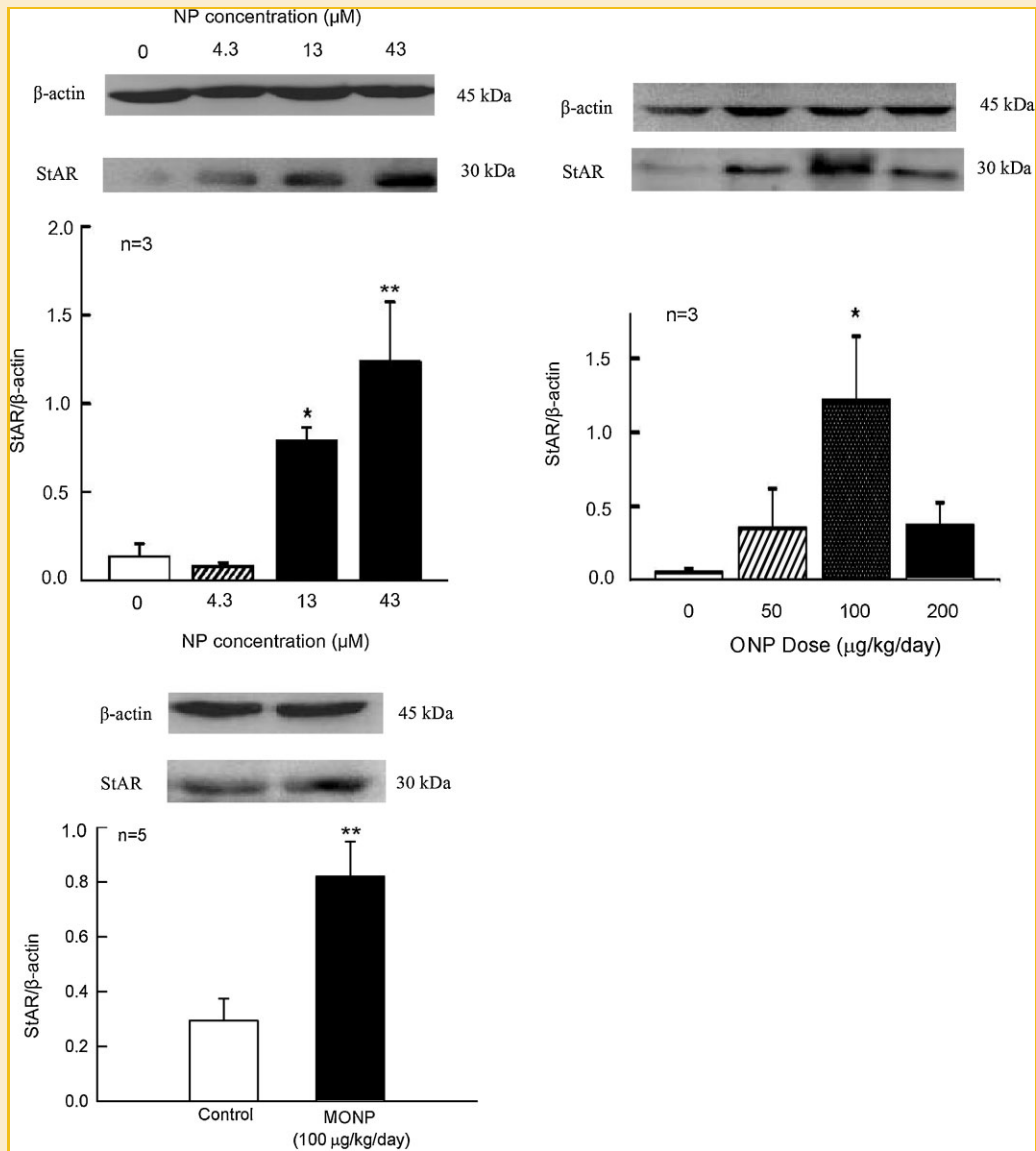 NP concentration (µM)
0 4.3 13 43
β-actin 45 kDa
StAR 30 kDa
2.0
n=3
1.5
1.0
0.5
0.0
**
*
StAR/β-actin
0 4.3 13 43
NP concentration (µM)
β-actin 45 kDa
StAR 30 kDa
n=3
1.5
1.0
0.5
0.0
*
StAR/β-actin
0 50 100 200
ONP Dose (µg/kg/day)
β-actin 45 kDa
StAR 30 kDa
1.0
n=5
0.8
0.6
0.4
0.2
0.0
**
StAR/β-actin
Control MONP
(100 µg/kg/day)